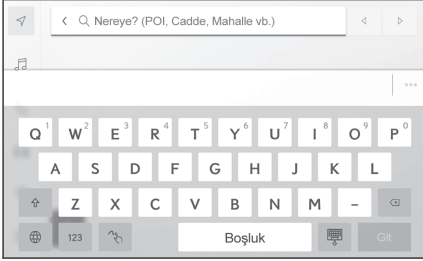 Nereye? (POI, Cadde, Mahalle vb.)
Q 1 W 2 E 3 R 4 T 5 Y 6 U 7 I 8 O 9 P 0
A S D F G H J K L
Z X C V B N M –
123 Boşluk Git